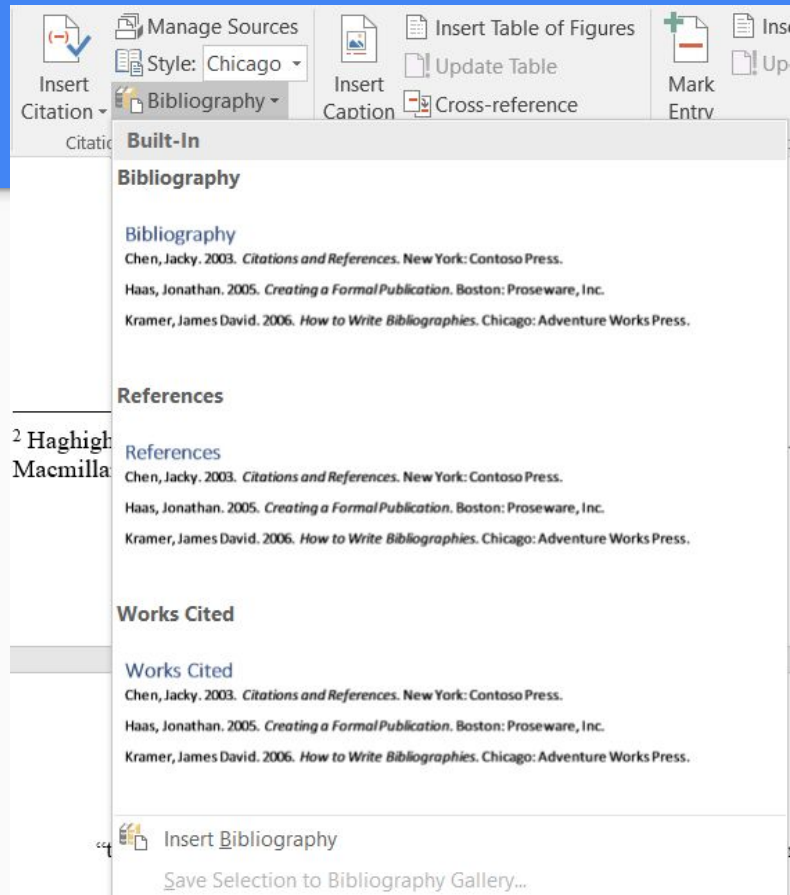 Manage Sources
Style: Chicago
Bibliography
Insert
Citation
Insert
Caption
Insert Table of Figures
Update Table
Cross-reference
Mark
Entry
Built-In
Bibliography
Bibliography
Chen, Jacky. 2003. Citations and References. New York: Contoso Press.
Haas, Jonathan. 2005. Creating a Formal Publication. Boston: Proseware, Inc.
Kramer, James David. 2006. How to Write Bibliographies. Chicago: Adventure Works Press.
References
2 Haghigh
Macmilla
References
Chen, Jacky. 2003. Citations and References. New York: Contoso Press.
Haas, Jonathan. 2005. Creating a Formal Publication. Boston: Proseware, Inc.
Kramer, James David. 2006. How to Write Bibliographies. Chicago: Adventure Works Press.
Works Cited
Works Cited
Chen, Jacky. 2003. Citations and References. New York: Contoso Press.
Haas, Jonathan. 2005. Creating a Formal Publication. Boston: Proseware, Inc.
Kramer, James David. 2006. How to Write Bibliographies. Chicago: Adventure Works Press.
“t
Insert Bibliography
Save Selection to Bibliography Gallery...